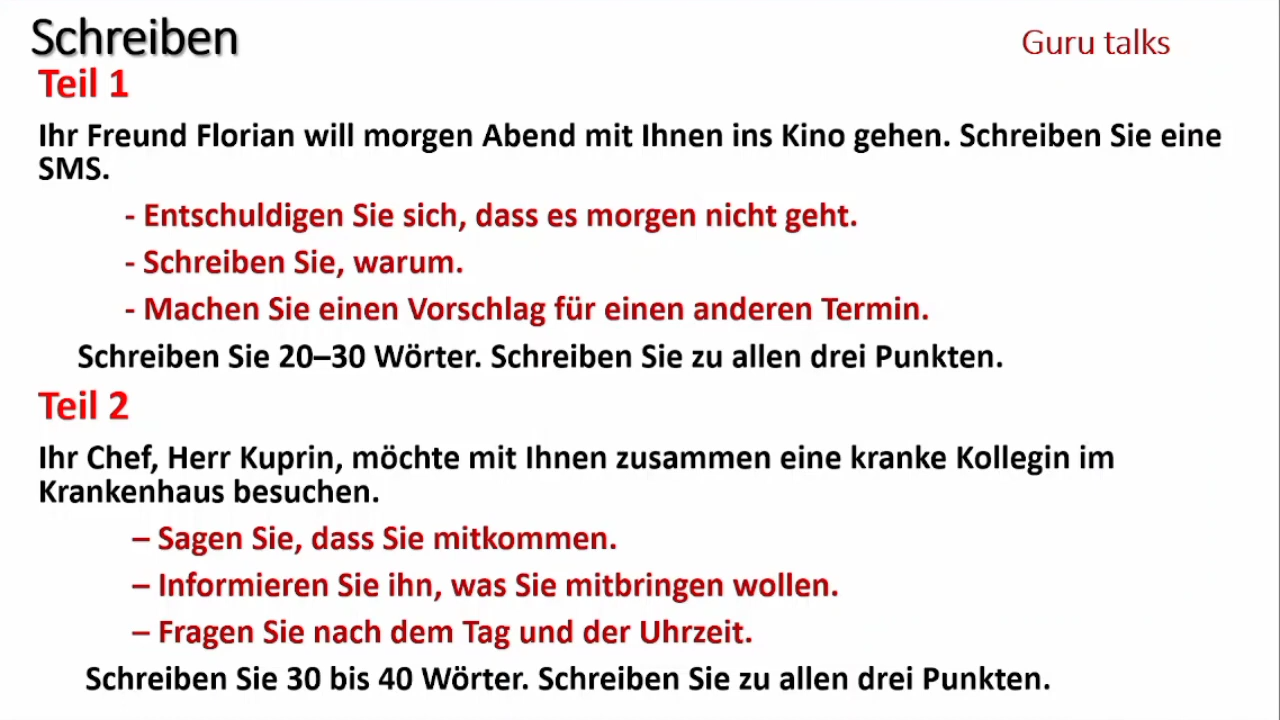 Schreiben
Guru talks
Teil 1
Ihr Freund Florian will morgen Abend mit Ihnen ins Kino gehen. Schreiben Sie eine
SMS.
- Entschuldigen Sie sich, dass es morgen nicht geht.
- Schreiben Sie, warum.
- Machen Sie einen Vorschlag für einen anderen Termin.
Schreiben Sie 20–30 Wörter. Schreiben Sie zu allen drei Punkten.
Teil 2
Ihr Chef, Herr Kuprin, möchte mit Ihnen zusammen eine kranke Kollegin im
Krankenhaus besuchen.
– Sagen Sie, dass Sie mitkommen.
– Informieren Sie ihn, was Sie mitbringen wollen.
– Fragen Sie nach dem Tag und der Uhrzeit.
Schreiben Sie 30 bis 40 Wörter. Schreiben Sie zu allen drei Punkten.